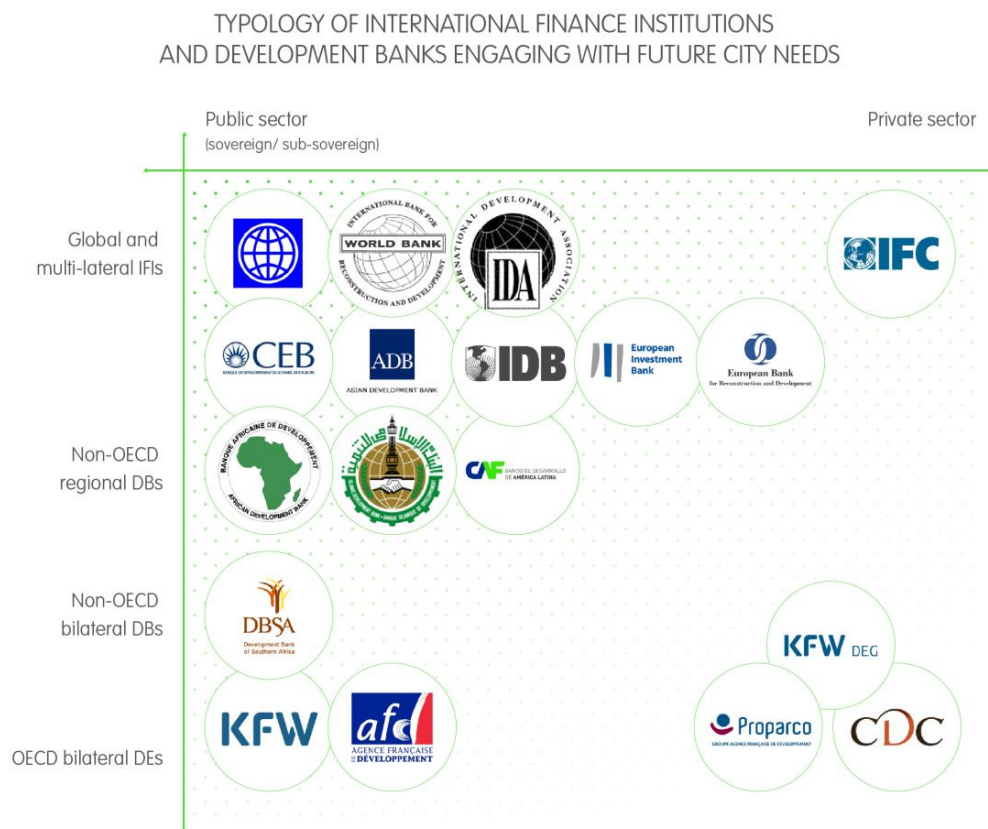 TYPOLOGY OF INTERNATIONAL FINANCE INSTITUTIONS
AND DEVELOPMENT BANKS ENGAGING WITH FUTURE CITY NEEDS
Public sector
(sovereign/ sub-sovereign)
Private sector
Global and
multi-lateral IFIs
INTERNATIONAL BANK FOR
WORLD BANK
RECONSTRUCTION AND DEVELOPMENT
INTERNATIONAL DEVELOPMENT ASSOCIATION
IDA
IFC
CEB
ADB
ASIAN DEVELOPMENT BANK
IDB
European
Investment
Bank
European Bank
for Reconstruction and Development
Non-OECD
regional DBs
BANQUE AFRICAINE DE DEVELOPPEMENT
AFRICAN DEVELOPMENT BANK
CAF
BANCO DE DESARROLLO
DE AMÉRICA LATINA
Non-OECD
bilateral DBs
DBSA
Development Bank
of Southern Africa
KFW DEG
OECD bilateral DEs
KFW
afd
AGENCE FRANÇAISE
DE DÉVELOPPEMENT
Proparco
GROUPE AGENCE FRANÇAISE DE DÉVELOPPEMENT
CDC